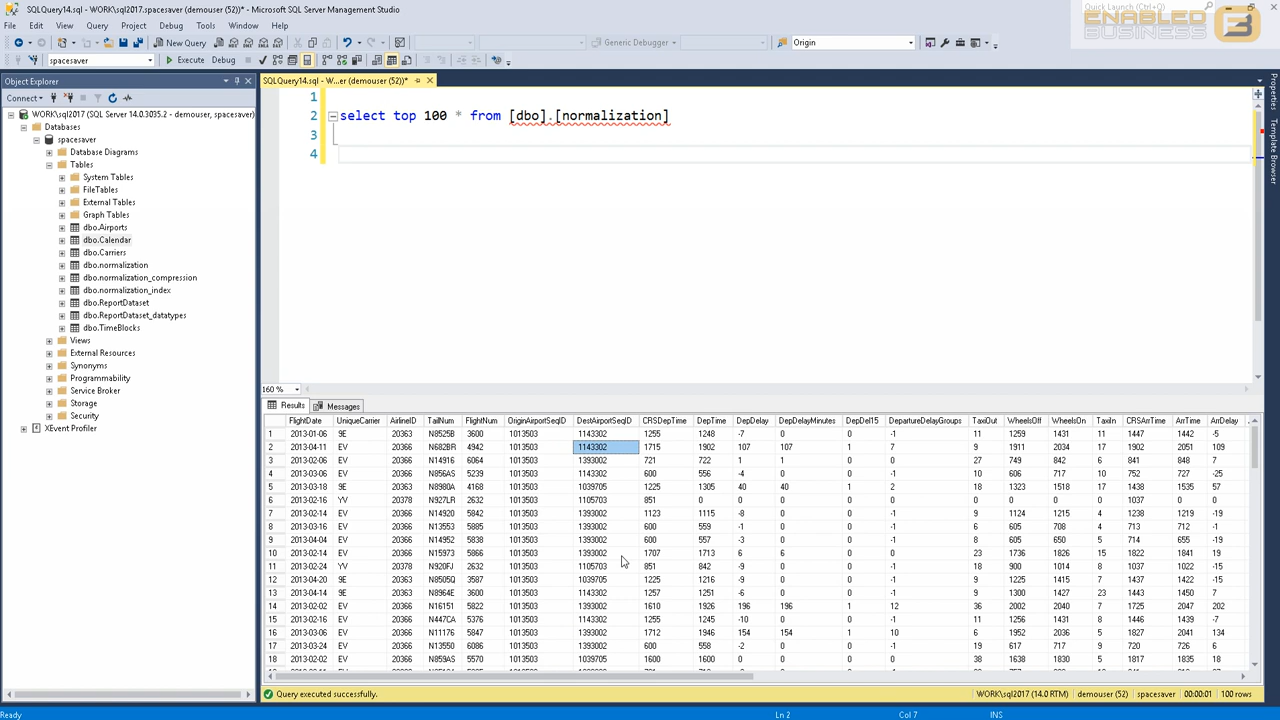 SQLQuery14.sql - WORK\sql2017.spacesaver (demouser (52))* - Microsoft SQL Server Management Studio
Quick Launch (Ctrl+Q)
ENABLED
BUSINESS
File Edit View Query Project Debug Tools Window Help
New Query
Generic Debugger
Origin
spacesaver
Execute Debug
Object Explorer
SQLQuery14.sql - W...er (demouser (52))*
Properties
Template Browser
Connect
WORK\sql2017 (SQL Server 14.0.3035.2 - demouser, spacesaver)
Databases
spacesaver
Database Diagrams
Tables
System Tables
FileTables
External Tables
Graph Tables
dbo.Airports
dbo.Calendar
dbo.Carriers
dbo.normalization
dbo.normalization_compression
dbo.normalization_index
dbo.ReportDataset
dbo.ReportDataset_datatypes
dbo.TimeBlocks
Views
External Resources
Synonyms
Programmability
Service Broker
Storage
Security
XEvent Profiler
1
2 select top 100 * from [dbo].[normalization]
3
4
160 %
Results Messages
FlightDate UniqueCarrier AirlineID TailNum FlightNum OriginAirportSeqID DestAirportSeqID CRSDepTime DepTime DepDelay DepDelayMinutes DepDel15 DepartureDelayGroups TaxiOut WheelsOff WheelsOn TaxiIn CRSArrTime ArrTime ArrDelay
1 2013-01-06 9E 20363 N8525B 3600 1013503 1143302 1255 1248 -7 0 0 -1 11 1259 1431 11 1447 1442 -5
2 2013-04-11 EV 20366 N682BR 4942 1013503 1143302 1715 1902 107 107 1 7 9 1911 2034 17 1902 2051 109
3 2013-02-06 EV 20366 N14916 6064 1013503 1393002 721 722 1 1 0 0 27 749 842 6 841 848 7
4 2013-03-06 EV 20366 N856AS 5239 1013503 1143302 600 556 -4 0 0 -1 10 606 717 10 752 727 -25
5 2013-03-18 9E 20363 N8980A 4168 1013503 1039705 1225 1305 40 40 1 2 18 1323 1518 17 1438 1535 57
6 2013-02-16 YV 20378 N927LR 2632 1013503 1105703 851 0 0 0 0 0 0 0 0 0 1037 0 0
7 2013-02-14 EV 20366 N14920 5842 1013503 1393002 1123 1115 -8 0 0 -1 9 1124 1215 4 1238 1219 -19
8 2013-03-16 EV 20366 N13553 5885 1013503 1393002 600 559 -1 0 0 -1 6 605 708 4 713 712 -1
9 2013-04-04 EV 20366 N14952 5838 1013503 1393002 600 557 -3 0 0 -1 8 605 650 5 714 655 -19
10 2013-02-14 EV 20366 N15973 5866 1013503 1393002 1707 1713 6 6 0 0 23 1736 1826 15 1822 1841 19
11 2013-02-24 YV 20378 N920FJ 2632 1013503 1105703 851 842 -9 0 0 -1 18 900 1014 8 1037 1022 -15
12 2013-04-20 9E 20363 N8505Q 3587 1013503 1039705 1225 1216 -9 0 0 -1 9 1225 1415 7 1437 1422 -15
13 2013-04-14 9E 20363 N8964E 3600 1013503 1143302 1257 1251 -6 0 0 -1 9 1300 1427 23 1443 1450 7
14 2013-02-02 EV 20366 N16151 5822 1013503 1393002 1610 1926 196 196 1 12 36 2002 2040 7 1725 2047 202
15 2013-02-22 EV 20366 N447CA 5376 1013503 1143302 1255 1245 -10 0 0 -1 11 1256 1431 8 1446 1439 -7
16 2013-03-06 EV 20366 N11176 5847 1013503 1393002 1712 1946 154 154 1 10 6 1952 2036 5 1827 2041 134
17 2013-03-24 EV 20366 N13550 6086 1013503 1393002 600 558 -2 0 0 -1 19 617 717 9 720 726 6
18 2013-02-02 EV 20366 N859AS 5570 1013503 1039705 1600 1600 0 0 0 0 38 1638 1830 5 1817 1835 18
Query executed successfully.
WORK\sql2017 (14.0 RTM) demouser (52) spacesaver 00:00:01 100 rows
Ready Ln 2 Col 7 INS